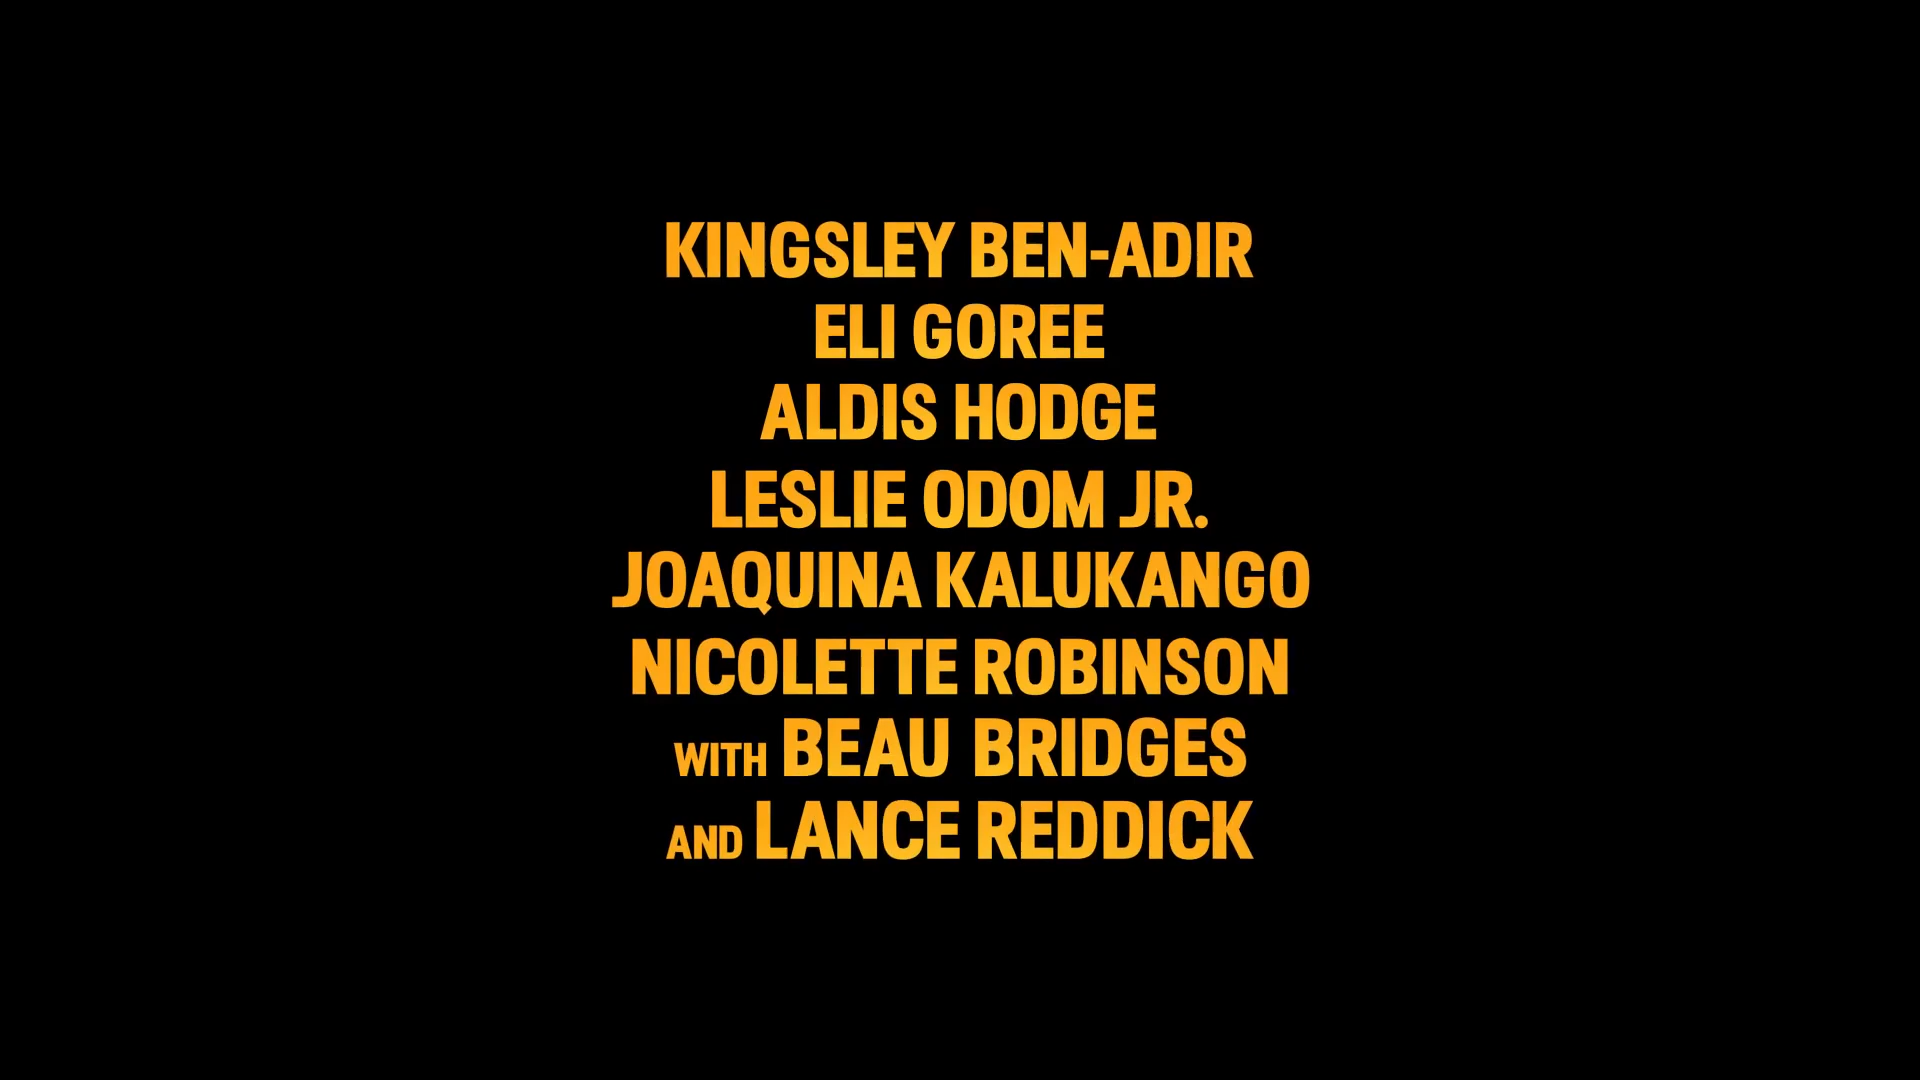 KINGSLEY BEN-ADIR
ELI GOREE
ALDIS HODGE
LESLIE ODOM JR.
JOAQUINA KALUKANGO
NICOLETTE ROBINSON
WITH BEAU BRIDGES
AND LANCE REDDICK